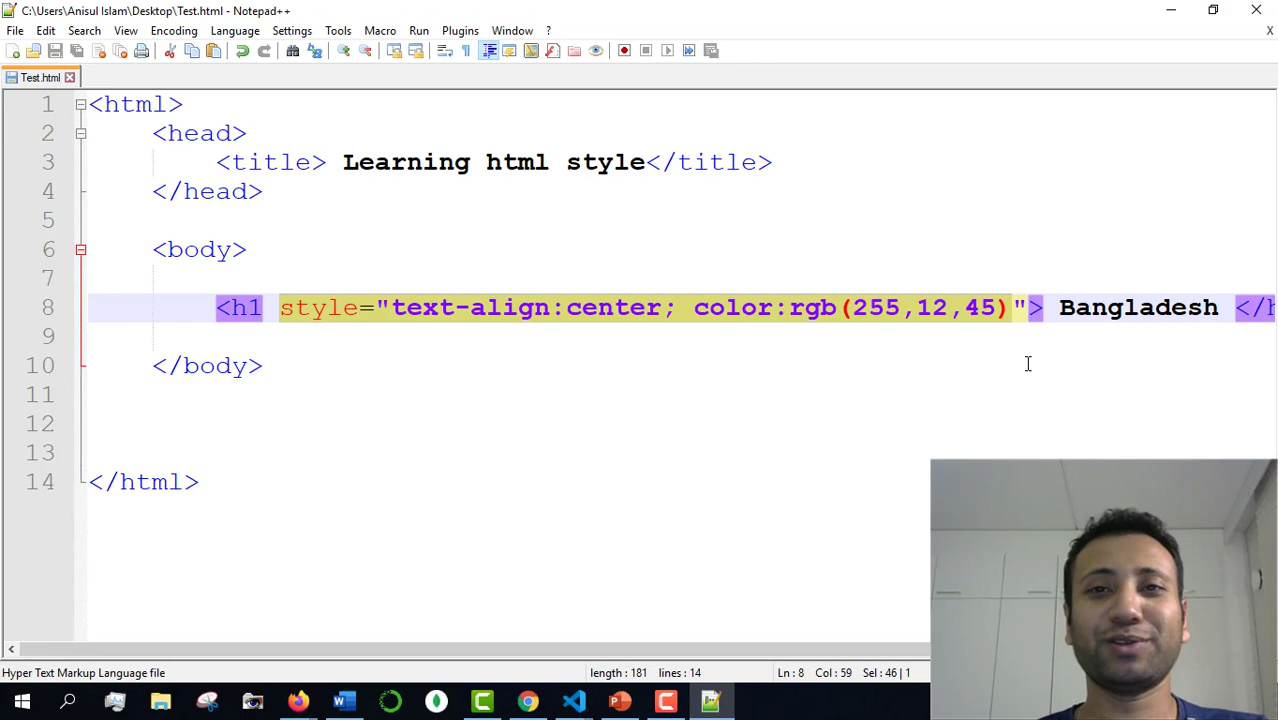 C:\Users\Anisul Islam\Desktop\Test.html - Notepad++
File Edit Search View Encoding Language Settings Tools Macro Run Plugins Window ? X
Test.html
1 <html>
2 <head>
3 <title> Learning html style</title>
4 </head>
5
6 <body>
7
8 <h1 style="text-align:center; color:rgb(255,12,45)"> Bangladesh </h
9
10 </body>
11
12
13
14 </html>
Hyper Text Markup Language file length : 181 lines : 14 Ln : 8 Col : 59 Sel : 46 | 1